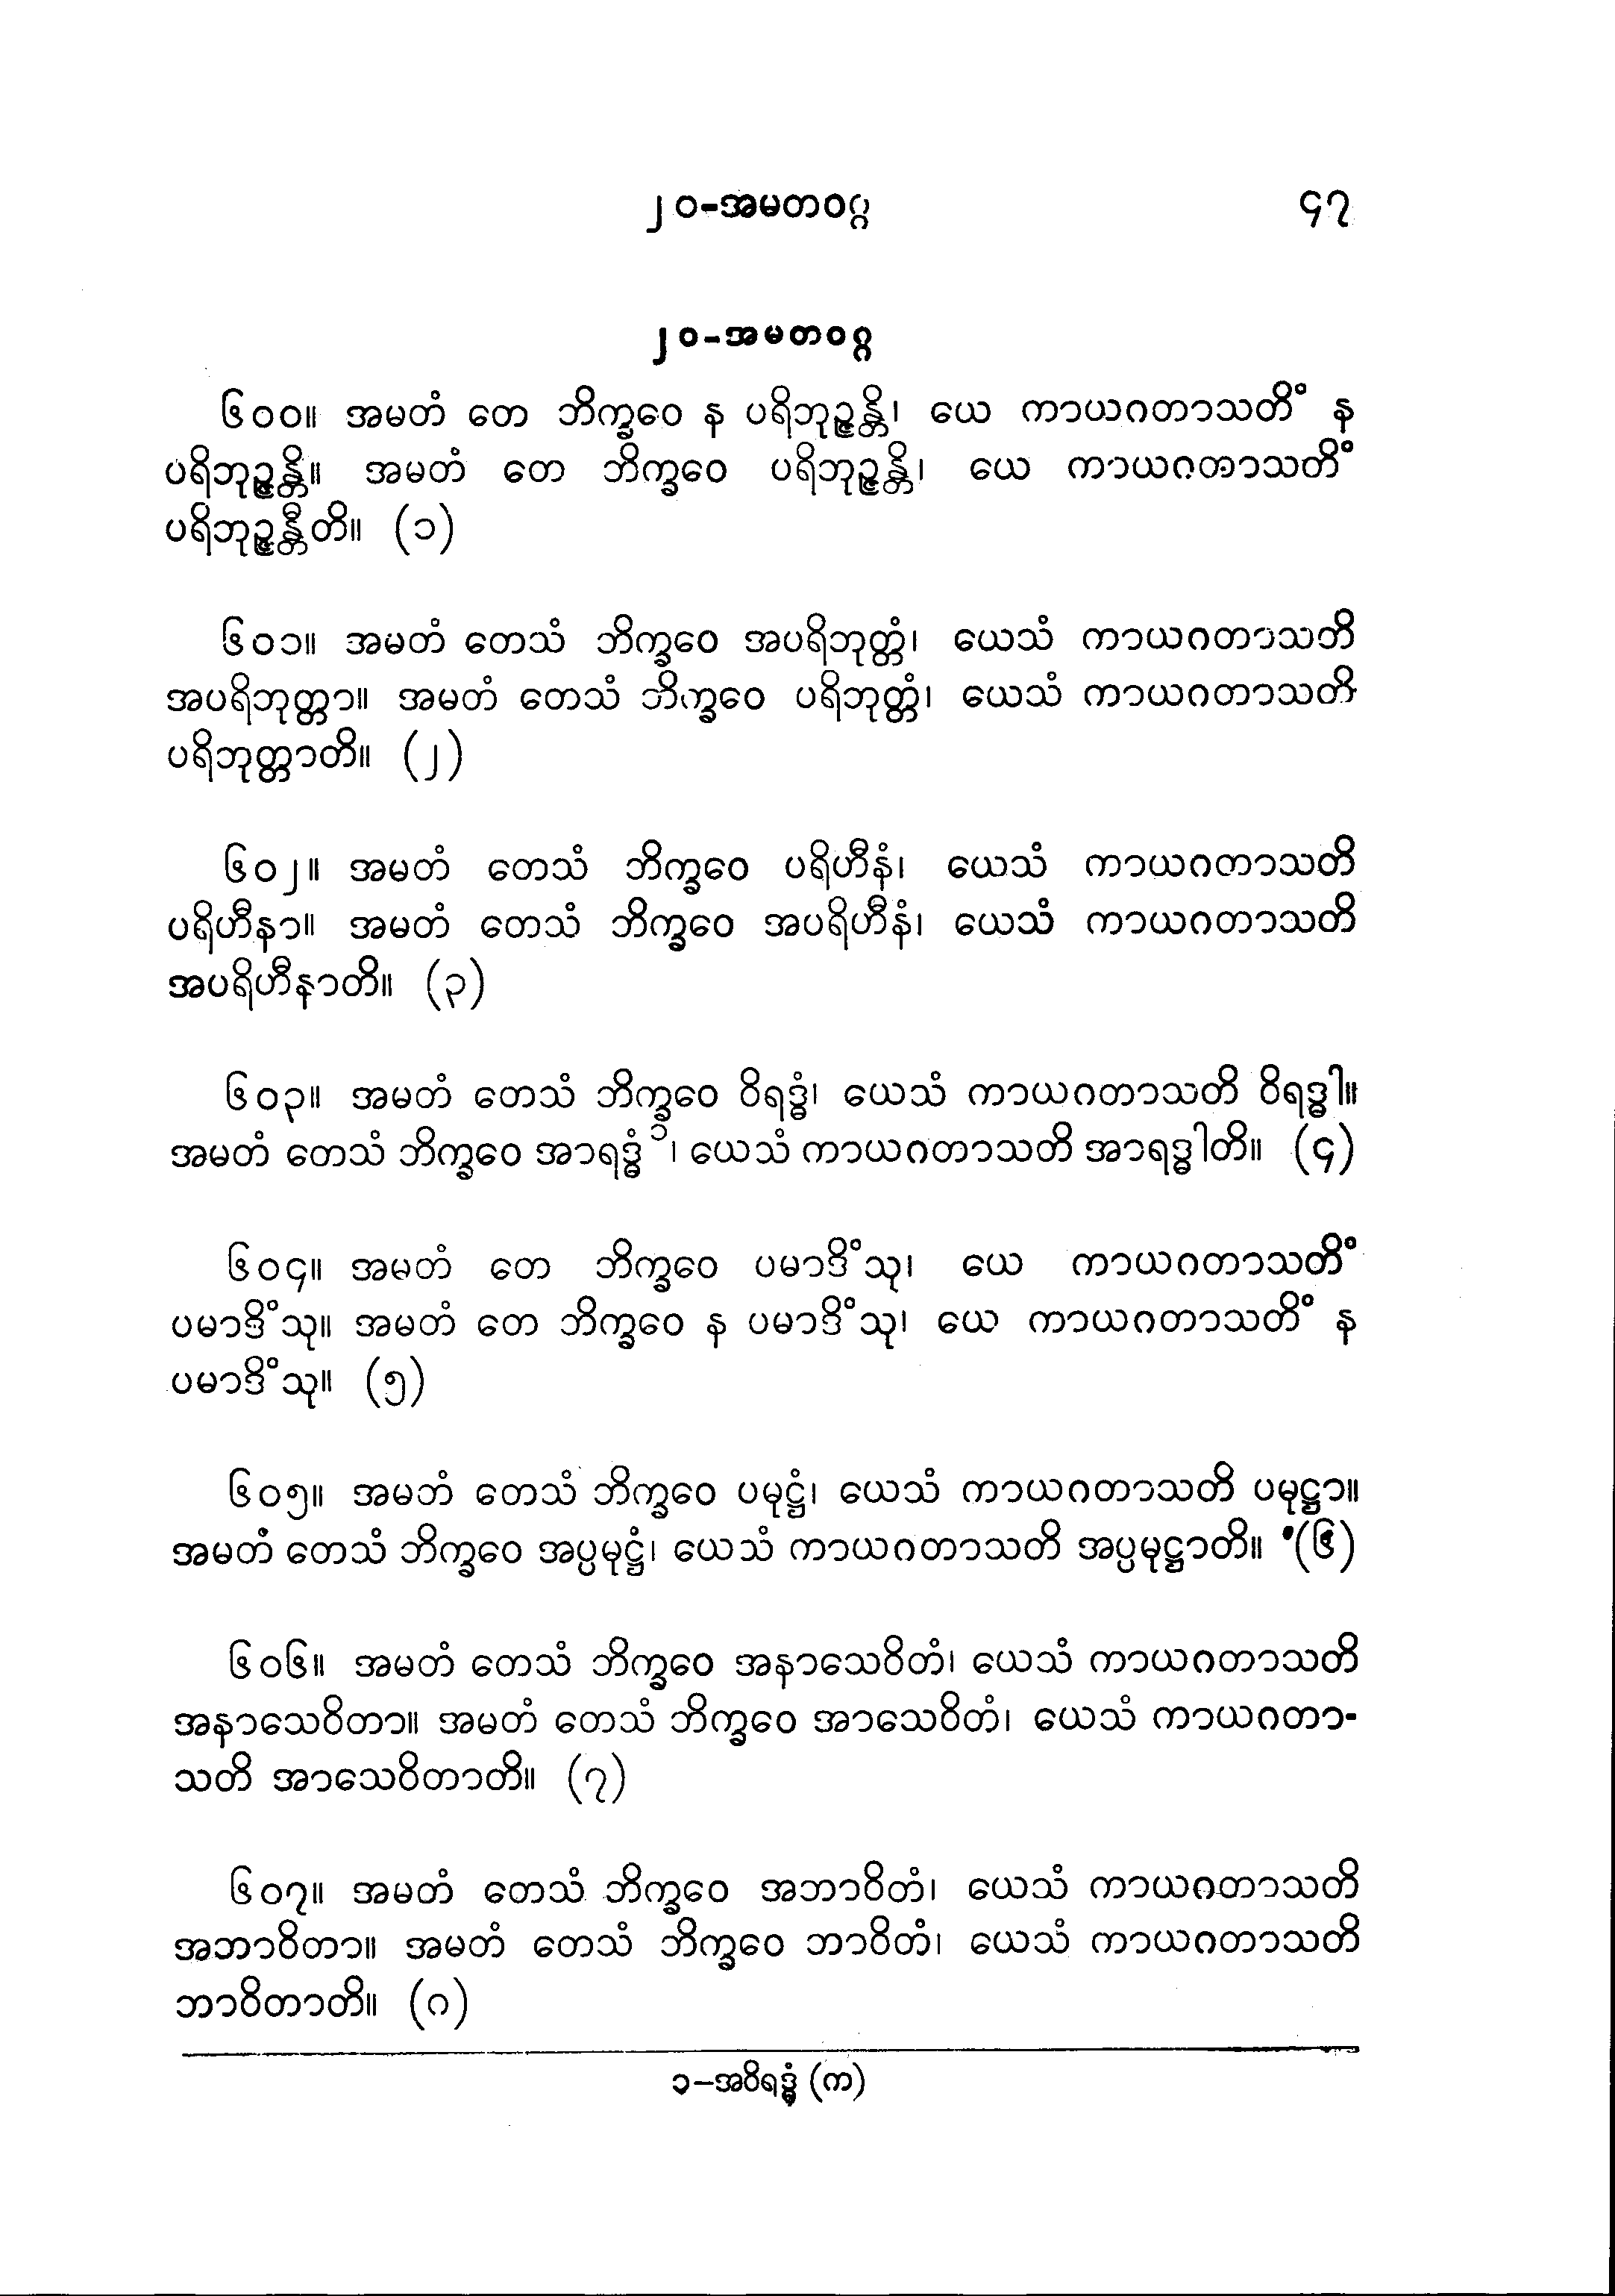 ၂၀-အမတဝဂ္ဂ ၄၇
၂၀-အမတဝဂ္ဂ
၆၀၀။ အမတံ တေ ဘိက္ခဝေ န ပရိဘုဉ္ဇန္တိ၊ ယေ ကာယဂတာသတိံ န
ပရိဘုဉ္ဇန္တိ။ အမတံ တေ ဘိက္ခဝေ ပရိဘုဉ္ဇန္တိ၊ ယေ ကာယဂတာသတိံ
ပရိဘုဉ္ဇန္တီတိ။ (၁)
၆၀၁။ အမတံ တေသံ ဘိက္ခဝေ အပရိဘုတ္တံ၊ ယေသံ ကာယဂတာသတိ
အပရိဘုတ္တာ။ အမတံ တေသံ ဘိက္ခဝေ ပရိဘုတ္တံ၊ ယေသံ ကာယဂတာသတိ
ပရိဘုတ္တာတိ။ (၂)
၆၀၂။ အမတံ တေသံ ဘိက္ခဝေ ပရိဟီနံ၊ ယေသံ ကာယဂတာသတိ
ပရိဟီနာ။ အမတံ တေသံ ဘိက္ခဝေ အပရိဟီနံ၊ ယေသံ ကာယဂတာသတိ
အပရိဟီနာတိ။ (၃)
၆၀၃။ အမတံ တေသံ ဘိက္ခဝေ ဝိရဒ္ဓံ၊ ယေသံ ကာယဂတာသတိ ဝိရဒ္ဓါ။
အမတံ တေသံ ဘိက္ခဝေ အာရဒ္ဓံ ၁၊ ယေသံ ကာယဂတာသတိ အာရဒ္ဓါတိ။ (၄)
၆၀၄။ အမတံ တေ ဘိက္ခဝေ ပမာဒိံသု၊ ယေ ကာယဂတာသတိံ
ပမာဒိံသု။ အမတံ တေ ဘိက္ခဝေ န ပမာဒိံသု၊ ယေ ကာယဂတာသတိံ န
ပမာဒိံသု။ (၅)
၆၀၅။ အမတံ တေသံ ဘိက္ခဝေ ပမုဋ္ဌံ၊ ယေသံ ကာယဂတာသတိ ပမုဋ္ဌာ။
အမတံ တေသံ ဘိက္ခဝေ အပ္ပမုဋ္ဌံ၊ ယေသံ ကာယဂတာသတိ အပ္ပမုဋ္ဌာတိ။ (၆)
၆၀၆။ အမတံ တေသံ ဘိက္ခဝေ အနာသေဝိတံ၊ ယေသံ ကာယဂတာသတိ
အနာသေဝိတာ။ အမတံ တေသံ ဘိက္ခဝေ အာသေဝိတံ၊ ယေသံ ကာယဂတာ-
သတိ အာသေဝိတာတိ။ (၇)
၆၀၇။ အမတံ တေသံ ဘိက္ခဝေ အဘာဝိတံ၊ ယေသံ ကာယဂတာသတိ
အဘာဝိတာ။ အမတံ တေသံ ဘိက္ခဝေ ဘာဝိတံ၊ ယေသံ ကာယဂတာသတိ
ဘာဝိတာတိ။ (၈)
၁-အဝိရဒ္ဓံ (က)